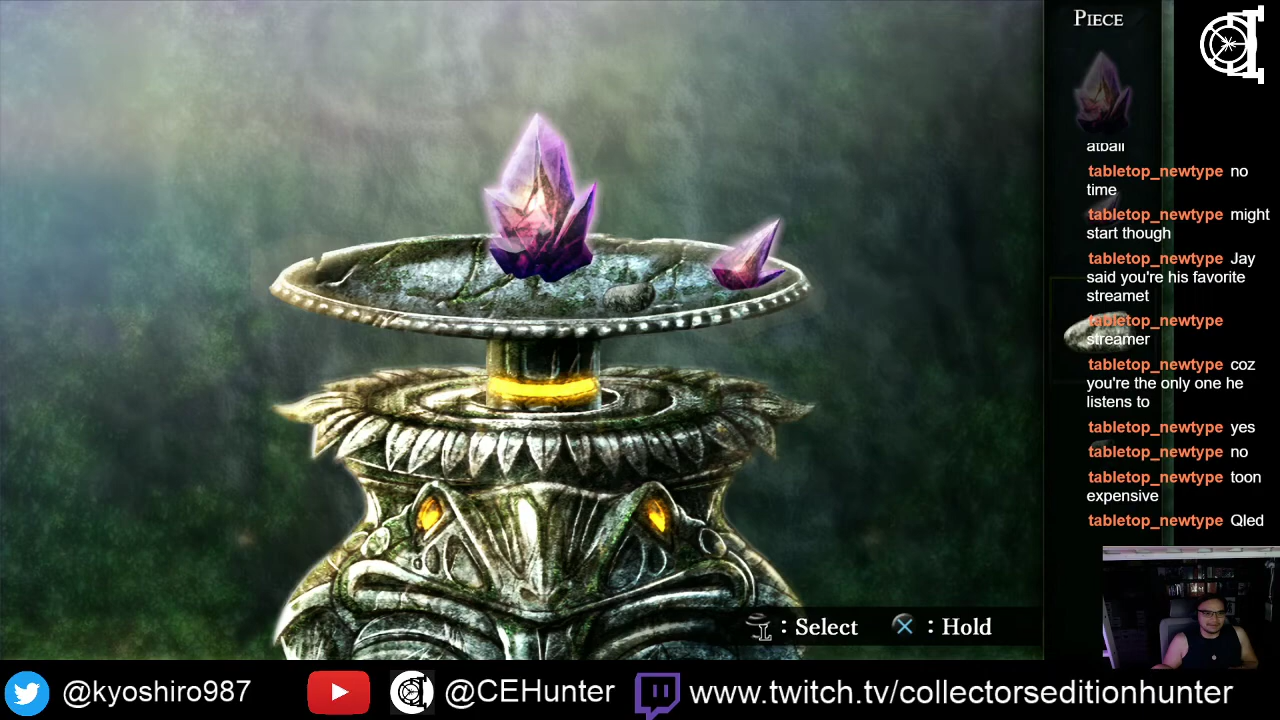 PIECE
atball
tabletop_newtype no
time
tabletop_newtype might
start though
tabletop_newtype Jay
said you're his favorite
streamet
tabletop_newtype
streamer
tabletop_newtype coz
you're the only one he
listens to
tabletop_newtype yes
tabletop_newtype no
tabletop_newtype toon
expensive
tabletop_newtype Qled
: Select : Hold
@kyoshiro987 @CEHunter www.twitch.tv/collectorseditionhunter